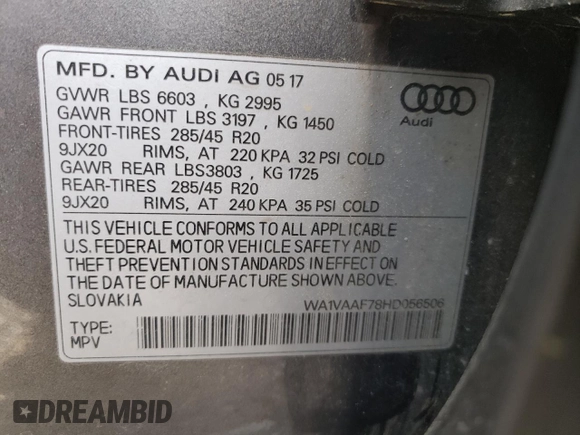 MFD. BY AUDI AG 05 17
GVWR LBS 6603 , KG 2995
GAWR FRONT LBS 3197 , KG 1450
FRONT-TIRES 285/45 R20
9JX20 RIMS, AT 220 KPA 32 PSI COLD
GAWR REAR LBS3803 , KG 1725
REAR-TIRES 285/45 R20
9JX20 RIMS, AT 240 KPA 35 PSI COLD
Audi
THIS VEHICLE CONFORMS TO ALL APPLICABLE
U.S. FEDERAL MOTOR VEHICLE SAFETY AND
THEFT PREVENTION STANDARDS IN EFFECT ON
THE DATE OF MANUFACTURE SHOWN ABOVE.
SLOVAKIA WA1VAAF78HD056506
TYPE:
MPV
DREAMBID